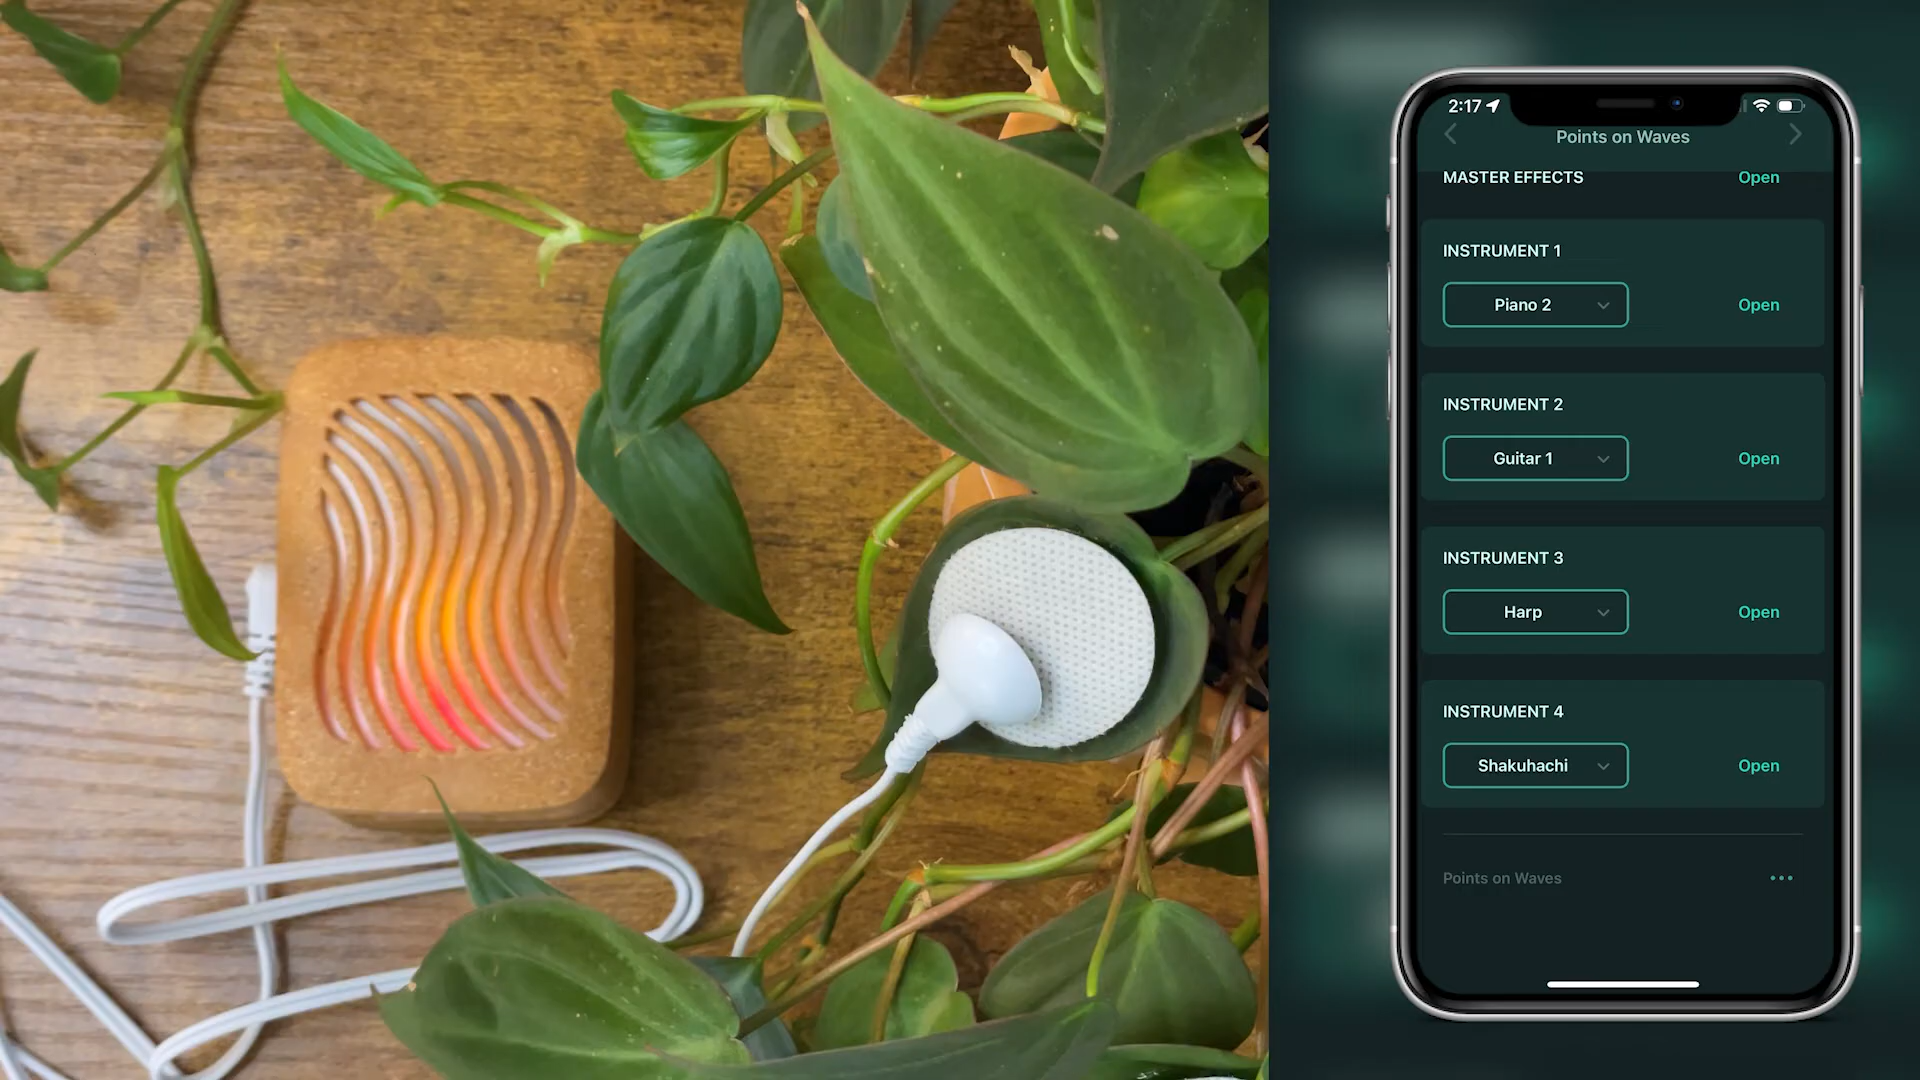 2:17
Points on Waves
MASTER EFFECTS Open
INSTRUMENT 1
Piano 2 Open
INSTRUMENT 2
Guitar 1 Open
INSTRUMENT 3
Harp Open
INSTRUMENT 4
Shakuhachi Open
Points on Waves